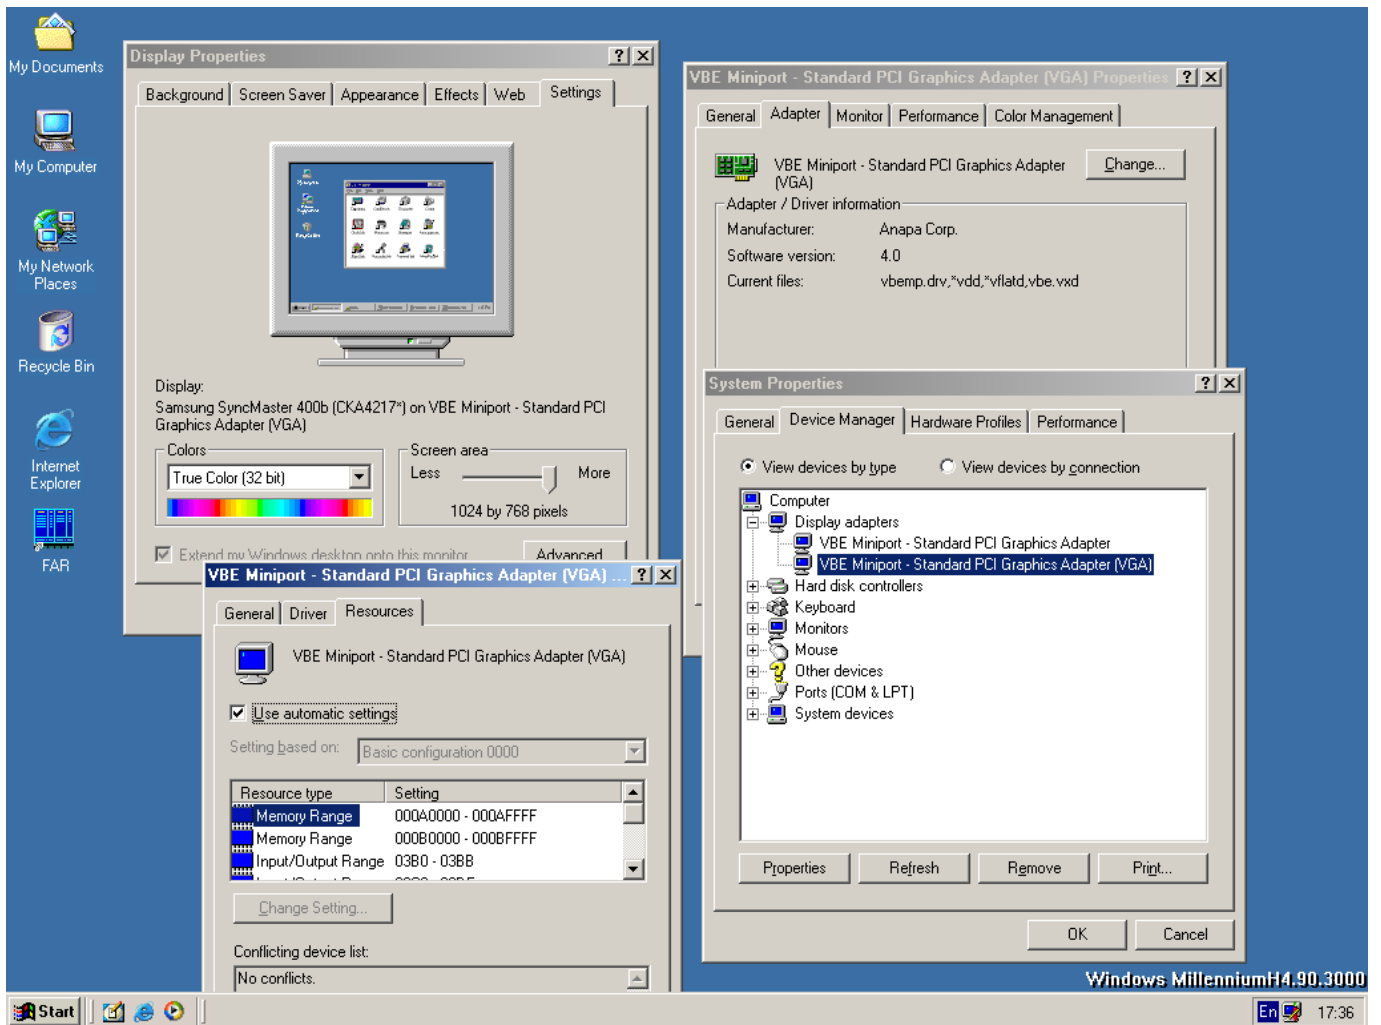 My Documents
My Computer
My Network
Places
Recycle Bin
Internet
Explorer
FAR
Display Properties
Background
Screen Saver
Appearance
Effects
Web
Settings
Display:
Samsung SyncMaster 400b (CKA4217*) on VBE Miniport - Standard PCI
Graphics Adapter (VGA)
Colors
True Color (32 bit)
Screen area
Less
More
1024 by 768 pixels
Extend my Windows desktop onto this monitor
Advanced
VBE Miniport - Standard PCI Graphics Adapter (VGA) Properties
General
Adapter
Monitor
Performance
Color Management
VBE Miniport - Standard PCI Graphics Adapter
(VGA)
Change...
Adapter / Driver information
Manufacturer: Anapa Corp.
Software version: 4.0
Current files: vbemp.drv,*vdd,*vflatd,vbe.vxd
System Properties
General
Device Manager
Hardware Profiles
Performance
View devices by type
View devices by connection
Computer
Display adapters
VBE Miniport - Standard PCI Graphics Adapter
VBE Miniport - Standard PCI Graphics Adapter (VGA)
Hard disk controllers
Keyboard
Monitors
Mouse
Other devices
Ports (COM & LPT)
System devices
Properties
Refresh
Remove
Print...
OK
Cancel
VBE Miniport - Standard PCI Graphics Adapter (VGA) ...
General
Driver
Resources
VBE Miniport - Standard PCI Graphics Adapter (VGA)
Use automatic settings
Setting based on: Basic configuration 0000
Resource type Setting
Memory Range 000A0000 - 000AFFFF
Memory Range 000B0000 - 000BFFFF
Input/Output Range 03B0 - 03BB
Change Setting...
Conflicting device list:
No conflicts.
Windows MillenniumH4.90.3000
Start
En
17:36